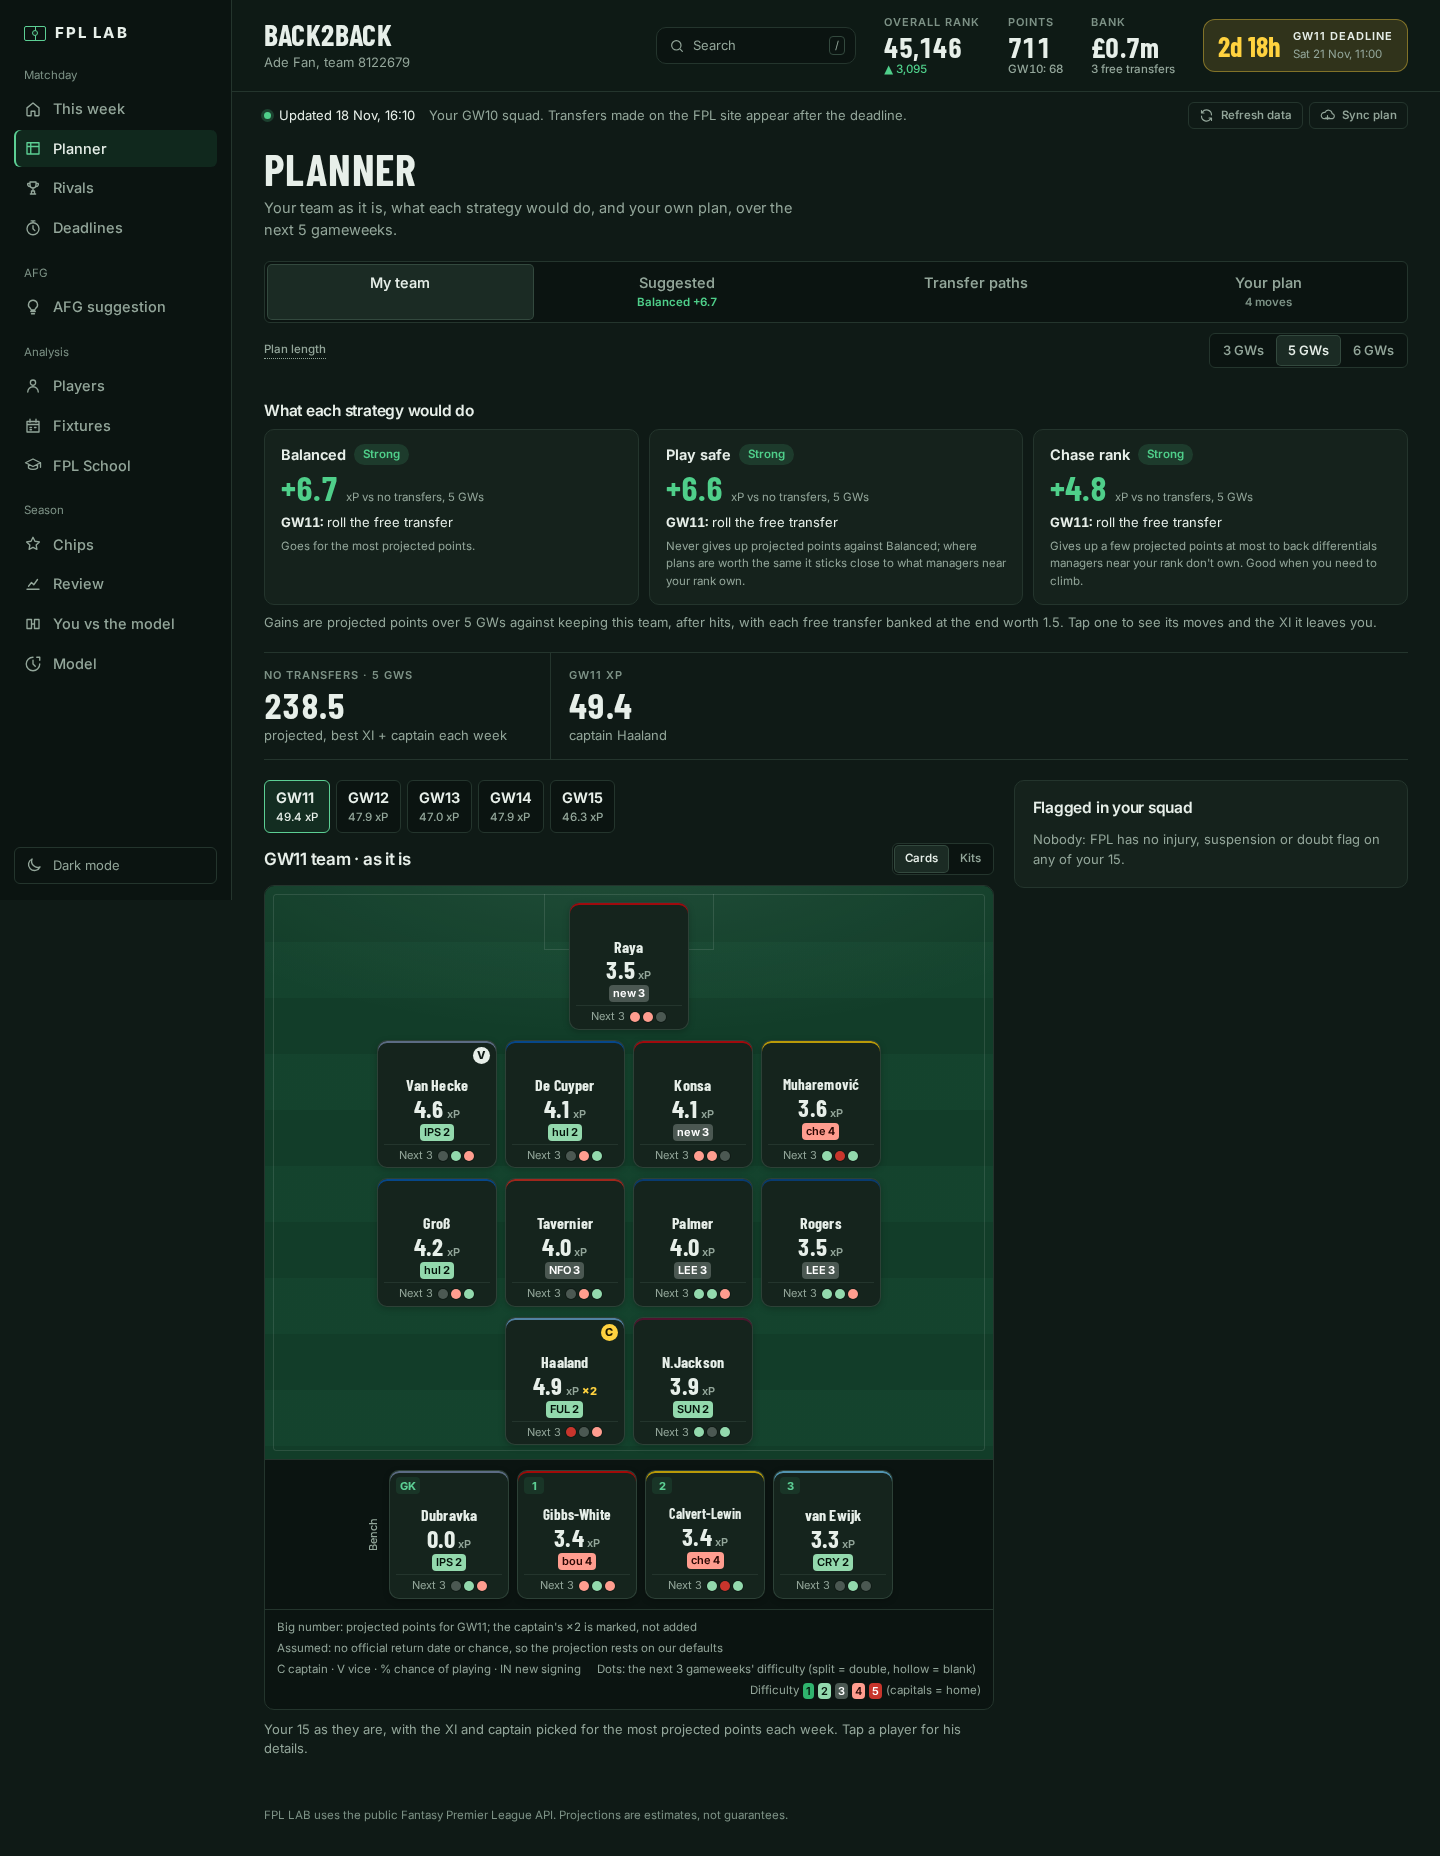 FPL LAB
Matchday
This week
Planner
Rivals
Deadlines
AFG
AFG suggestion
Analysis
Players
Fixtures
FPL School
Season
Chips
Review
You vs the model
Model
Dark mode
BACK2BACK
Ade Fan, team 8122679
Search /
OVERALL RANK
45,146
▲ 3,095
POINTS
711
GW10: 68
BANK
£0.7m
3 free transfers
2d 18h
GW11 DEADLINE
Sat 21 Nov, 11:00
Updated 18 Nov, 16:10 Your GW10 squad. Transfers made on the FPL site appear after the deadline.
Refresh data
Sync plan
PLANNER
Your team as it is, what each strategy would do, and your own plan, over the
next 5 gameweeks.
My team
Suggested
Balanced +6.7
Transfer paths
Your plan
4 moves
Plan length
3 GWs 5 GWs 6 GWs
What each strategy would do
Balanced Strong
+6.7 xP vs no transfers, 5 GWs
GW11: roll the free transfer
Goes for the most projected points.
Play safe Strong
+6.6 xP vs no transfers, 5 GWs
GW11: roll the free transfer
Never gives up projected points against Balanced; where
plans are worth the same it sticks close to what managers near
your rank own.
Chase rank Strong
+4.8 xP vs no transfers, 5 GWs
GW11: roll the free transfer
Gives up a few projected points at most to back differentials
managers near your rank don't own. Good when you need to
climb.
Gains are projected points over 5 GWs against keeping this team, after hits, with each free transfer banked at the end worth 1.5. Tap one to see its moves and the XI it leaves you.
NO TRANSFERS · 5 GWS
238.5
projected, best XI + captain each week
GW11 XP
49.4
captain Haaland
GW11
49.4 xP
GW12
47.9 xP
GW13
47.0 xP
GW14
47.9 xP
GW15
46.3 xP
GW11 team · as it is
Cards Kits
Raya
3.5 xP
new 3
Next 3
V
Van Hecke
4.6 xP
IPS 2
Next 3
De Cuyper
4.1 xP
hul 2
Next 3
Konsa
4.1 xP
new 3
Next 3
Muharemović
3.6 xP
che 4
Next 3
Groß
4.2 xP
hul 2
Next 3
Tavernier
4.0 xP
NFO 3
Next 3
Palmer
4.0 xP
LEE 3
Next 3
Rogers
3.5 xP
LEE 3
Next 3
C
Haaland
4.9 xP ×2
FUL 2
Next 3
N.Jackson
3.9 xP
SUN 2
Next 3
Bench
GK
Dubravka
0.0 xP
IPS 2
Next 3
1
Gibbs-White
3.4 xP
bou 4
Next 3
2
Calvert-Lewin
3.4 xP
che 4
Next 3
3
van Ewijk
3.3 xP
CRY 2
Next 3
Big number: projected points for GW11; the captain's ×2 is marked, not added
Assumed: no official return date or chance, so the projection rests on our defaults
C captain · V vice · % chance of playing · IN new signing Dots: the next 3 gameweeks' difficulty (split = double, hollow = blank)
Difficulty 1 2 3 4 5 (capitals = home)
Your 15 as they are, with the XI and captain picked for the most projected points each week. Tap a player for his
details.
Flagged in your squad
Nobody: FPL has no injury, suspension or doubt flag on
any of your 15.
FPL LAB uses the public Fantasy Premier League API. Projections are estimates, not guarantees.